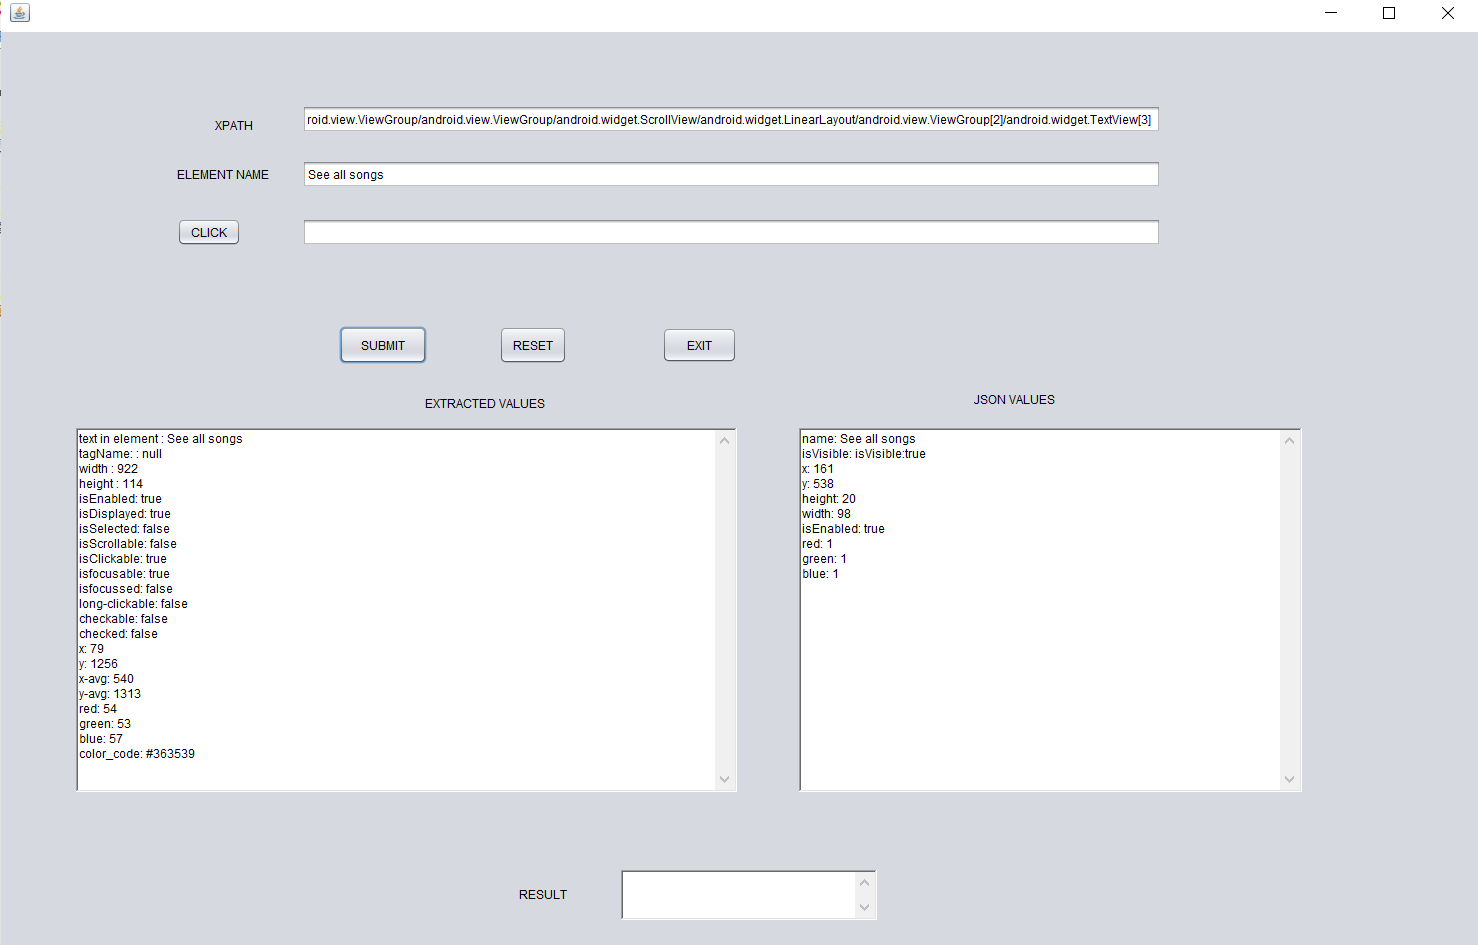 XPATH
roid.view.ViewGroup/android.view.ViewGroup/android.widget.ScrollView/android.widget.LinearLayout/android.view.ViewGroup[2]/android.widget.TextView[3]
ELEMENT NAME
See all songs
CLICK
SUBMIT
RESET
EXIT
EXTRACTED VALUES
text in element : See all songs
tagName: : null
width : 922
height : 114
isEnabled: true
isDisplayed: true
isSelected: false
isScrollable: false
isClickable: true
isfocusable: true
isfocussed: false
long-clickable: false
checkable: false
checked: false
x: 79
y: 1256
x-avg: 540
y-avg: 1313
red: 54
green: 53
blue: 57
color_code: #363539
JSON VALUES
name: See all songs
isVisible: isVisible:true
x: 161
y: 538
height: 20
width: 98
isEnabled: true
red: 1
green: 1
blue: 1
RESULT